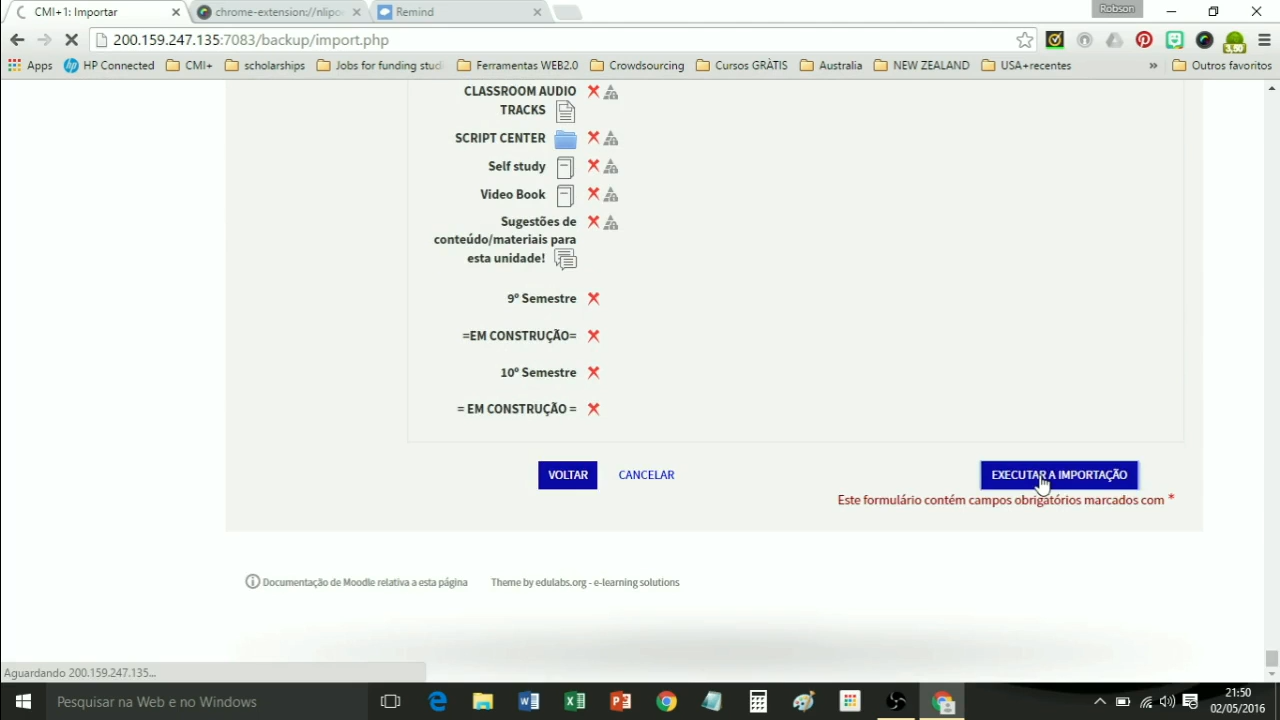 CMI+1: Importar
chrome-extension://nlipo
Remind
Robson
200.159.247.135:7083/backup/import.php
3.50
Apps
HP Connected
CMI+
scholarships
Jobs for funding stud
Ferramentas WEB2.0
Crowdsourcing
Cursos GRÁTIS
Australia
NEW ZEALAND
USA+recentes
»
Outros favoritos
CLASSROOM AUDIO
TRACKS
SCRIPT CENTER
Self study
Video Book
Sugestões de
conteúdo/materiais para
esta unidade!
9º Semestre
=EM CONSTRUÇÃO=
10º Semestre
= EM CONSTRUÇÃO =
VOLTAR
CANCELAR
EXECUTAR A IMPORTAÇÃO
Este formulário contém campos obrigatórios marcados com *
Documentação de Moodle relativa a esta página
Theme by edulabs.org - e-learning solutions
Aguardando 200.159.247.135...
Pesquisar na Web e no Windows
21:50
02/05/2016